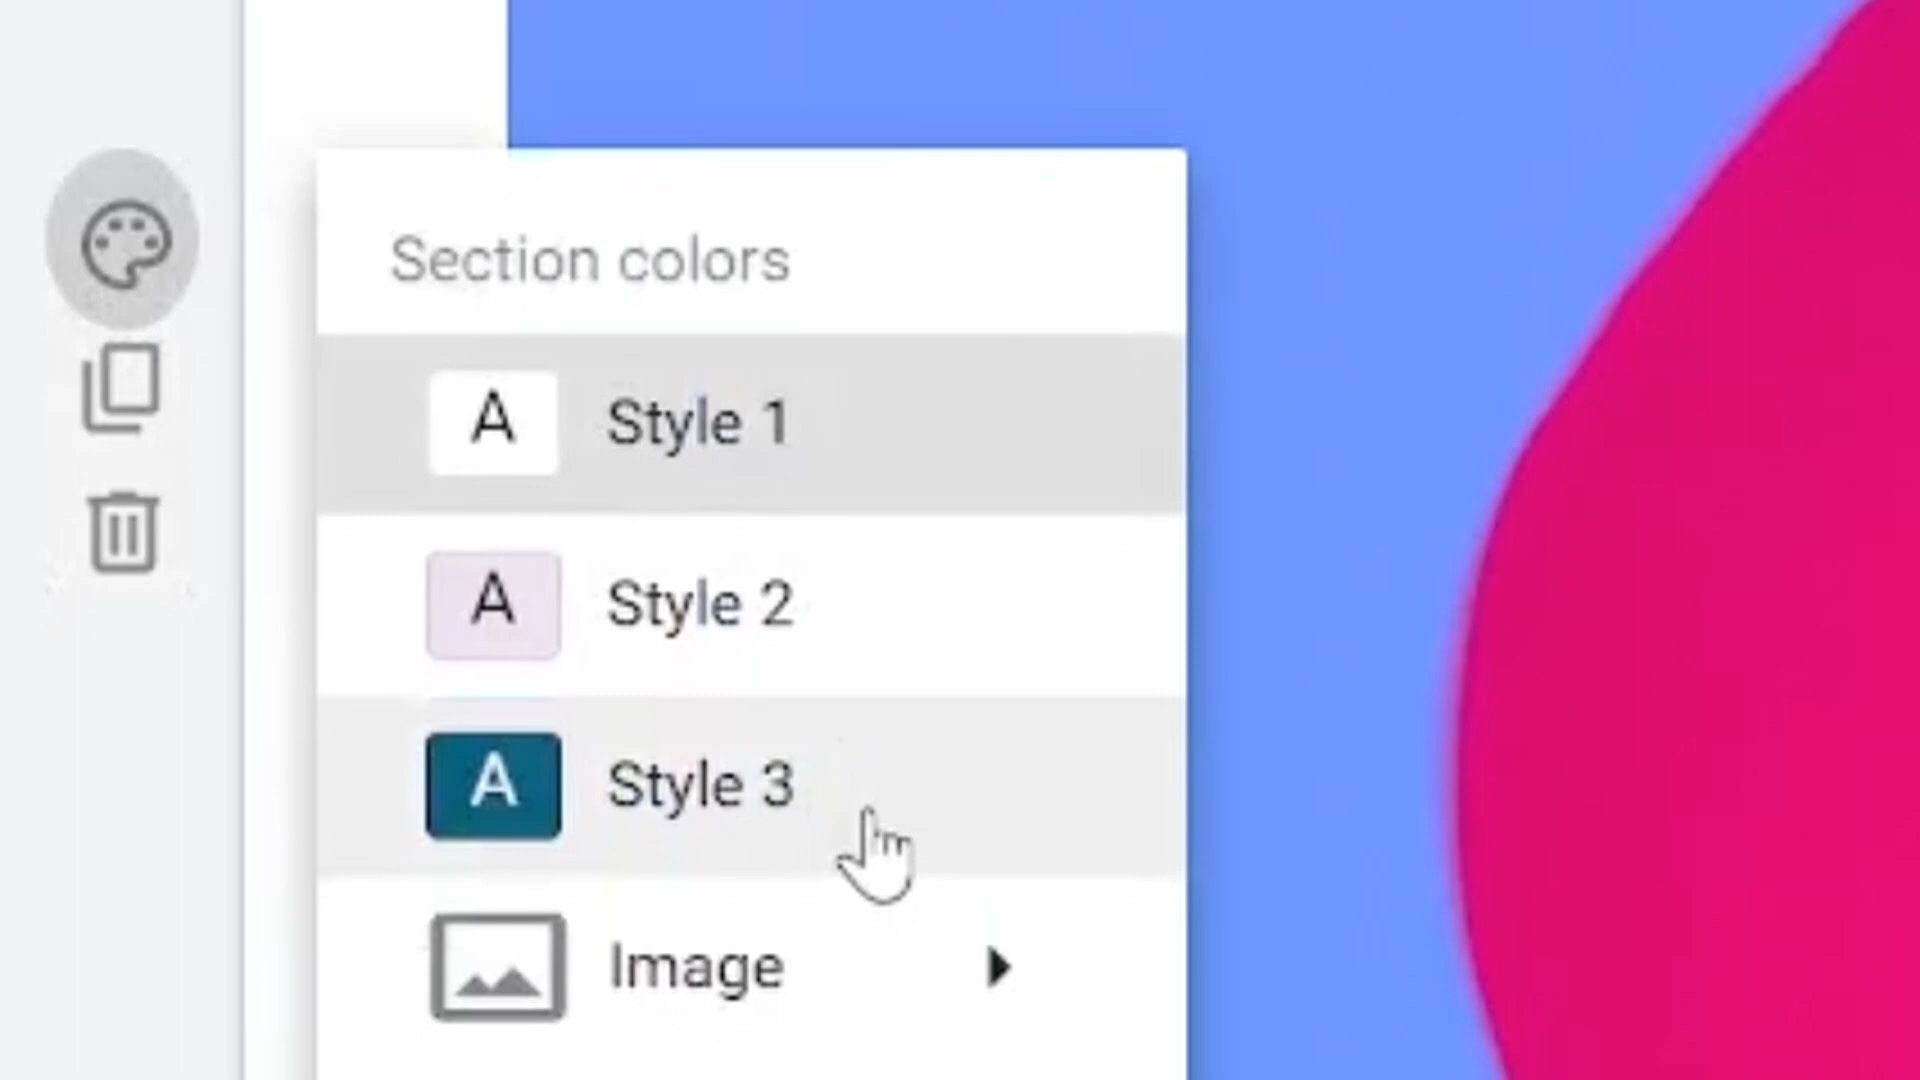 Section colors
A Style 1
A Style 2
A Style 3
Image